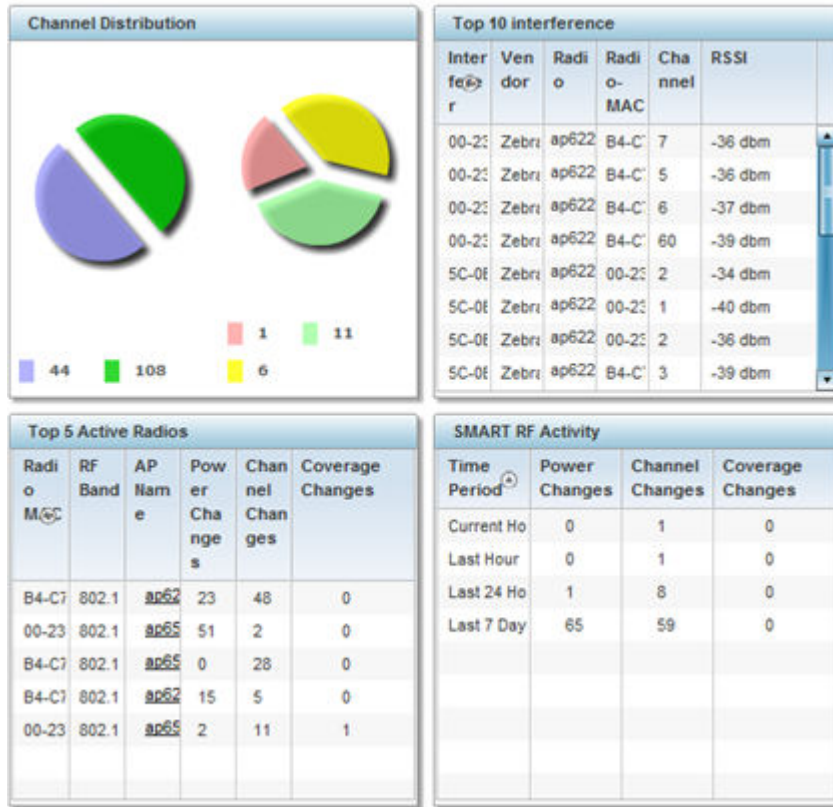 Channel Distribution
1
11
44
108
6
Top 10 interference
Inter Ven Radi Radi Cha RSSI
fe e dor o o- nnel
r MAC
00-23 Zebra ap622 B4-C7 7 -36 dbm
00-23 Zebra ap622 B4-C7 5 -36 dbm
00-23 Zebra ap622 B4-C7 6 -37 dbm
00-23 Zebra ap622 B4-C7 60 -39 dbm
5C-0E Zebra ap622 00-23 2 -34 dbm
5C-0E Zebra ap622 00-23 1 -40 dbm
5C-0E Zebra ap622 00-23 2 -36 dbm
5C-0E Zebra ap622 B4-C7 3 -39 dbm
Top 5 Active Radios
Radi RF AP Pow Chan Coverage
o Band Nam er nel Changes
MAC e Cha Chan
nge ges
s
B4-C7 802.1 ap62 23 48 0
00-23 802.1 ap65 51 2 0
B4-C7 802.1 ap65 0 28 0
B4-C7 802.1 ap62 15 5 0
00-23 802.1 ap65 2 11 1
SMART RF Activity
Time Power Channel Coverage
Period Changes Changes Changes
Current Ho 0 1 0
Last Hour 0 1 0
Last 24 Ho 1 8 0
Last 7 Day 65 59 0